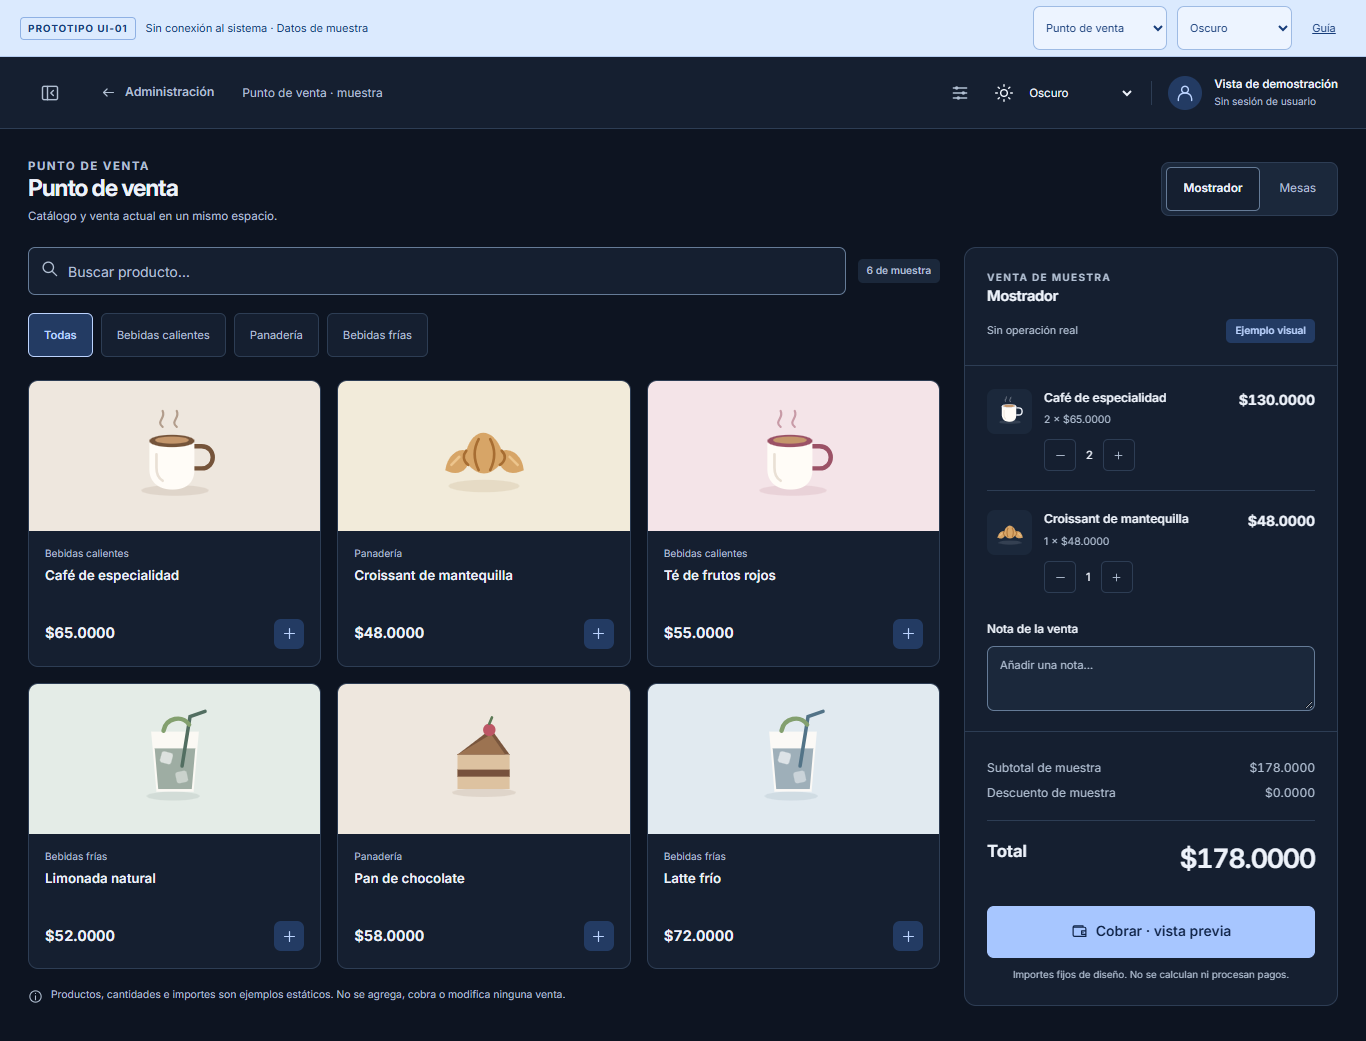 PROTOTIPO UI-01
Sin conexión al sistema · Datos de muestra
Punto de venta
Oscuro
Guía
Administración
Punto de venta · muestra
Oscuro
Vista de demostración
Sin sesión de usuario
PUNTO DE VENTA
Punto de venta
Catálogo y venta actual en un mismo espacio.
Mostrador
Mesas
Buscar producto...
6 de muestra
Todas
Bebidas calientes
Panadería
Bebidas frías
Bebidas calientes
Café de especialidad
$65.0000
Panadería
Croissant de mantequilla
$48.0000
Bebidas calientes
Té de frutos rojos
$55.0000
Bebidas frías
Limonada natural
$52.0000
Panadería
Pan de chocolate
$58.0000
Bebidas frías
Latte frío
$72.0000
Productos, cantidades e importes son ejemplos estáticos. No se agrega, cobra o modifica ninguna venta.
VENTA DE MUESTRA
Mostrador
Sin operación real
Ejemplo visual
Café de especialidad
$130.0000
2 × $65.0000
− 2 +
Croissant de mantequilla
$48.0000
1 × $48.0000
− 1 +
Nota de la venta
Añadir una nota...
Subtotal de muestra
$178.0000
Descuento de muestra
$0.0000
Total
$178.0000
Cobrar · vista previa
Importes fijos de diseño. No se calculan ni procesan pagos.